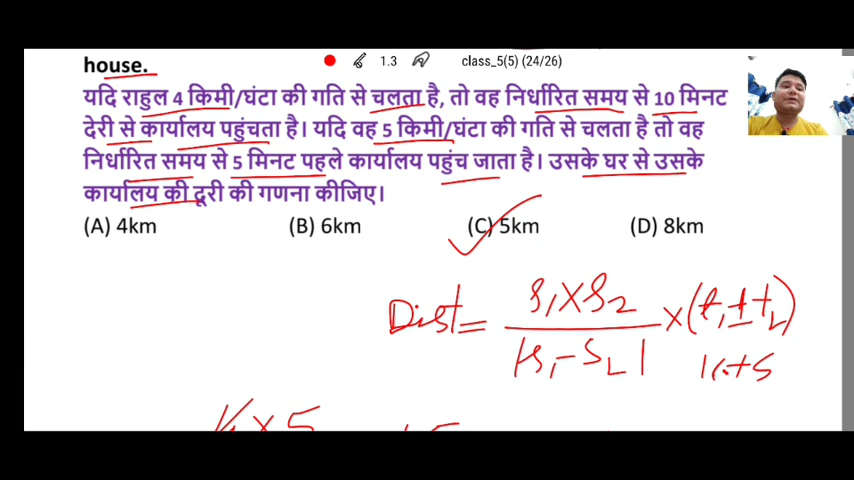 house.
1.3 class_5(5) (24/26)
यदि राहुल 4 किमी/घंटा की गति से चलता है, तो वह निर्धारित समय से 10 मिनट
देरी से कार्यालय पहुंचता है। यदि वह 5 किमी/घंटा की गति से चलता है तो वह
निर्धारित समय से 5 मिनट पहले कार्यालय पहुंच जाता है। उसके घर से उसके
कार्यालय की दूरी की गणना कीजिए।
(A) 4km (B) 6km (C) 5km (D) 8km
Dist = S₁×S₂ / |S₁-S₂| × (t₁±t₂)